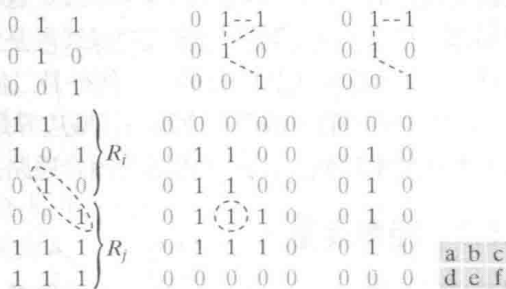 0 1 1 0 1--1 0 1--1
0 1 0 0 1 0 0 1 0
0 0 1 0 0 1 0 0 1
1 1 1 0 0 0 0 0 0 0 0
1 0 1 R_i 0 1 1 0 0 0 1 0
0 1 0 0 1 1 0 0 0 1 0
0 0 1 0 1 1 1 0 0 1 0
1 1 1 R_j 0 1 1 1 0 0 1 0 a b c
1 1 1 0 0 0 0 0 0 0 0 d e f